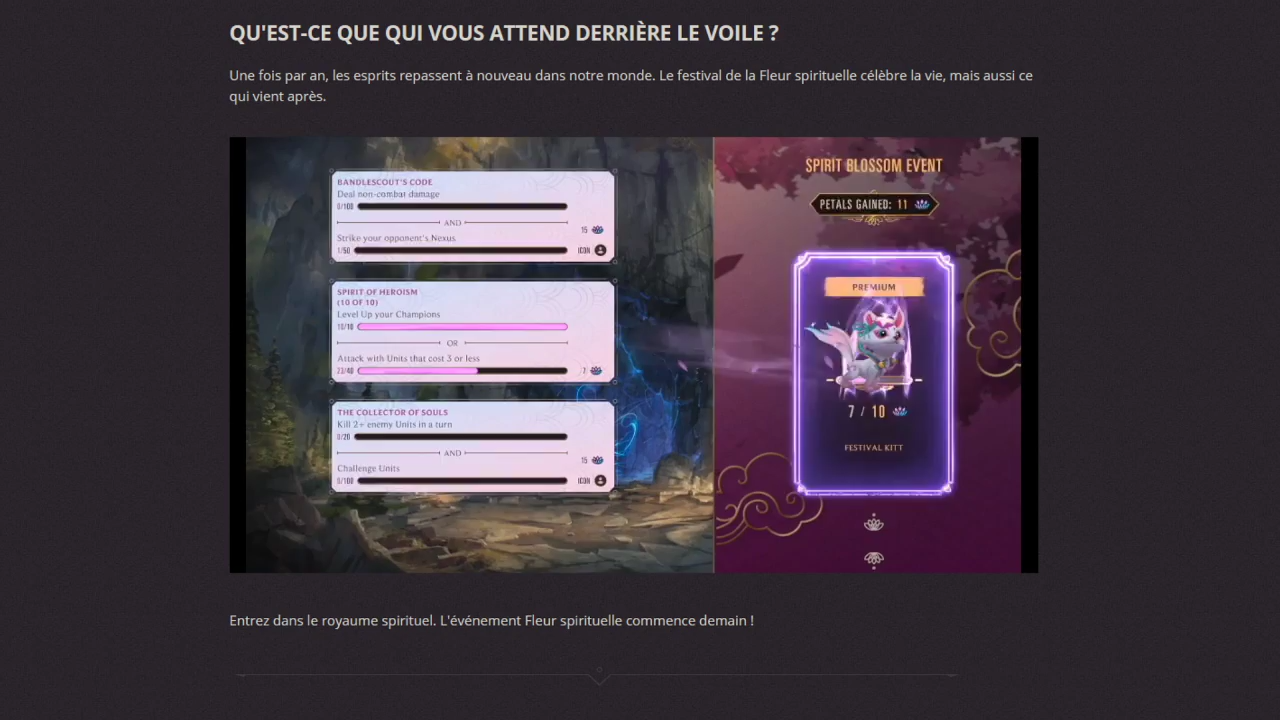 QU'EST-CE QUE QUI VOUS ATTEND DERRIÈRE LE VOILE ?
Une fois par an, les esprits repassent à nouveau dans notre monde. Le festival de la Fleur spirituelle célèbre la vie, mais aussi ce
qui vient après.
BANDLESCOUT'S CODE
Deal non-combat damage
0/100
AND
15
Strike your opponent's Nexus
1/50
ICON
SPIRIT OF HEROISM
(10 OF 10)
Level Up your Champions
10/10
OR
Attack with Units that cost 3 or less
23/40
7
THE COLLECTOR OF SOULS
Kill 2+ enemy Units in a turn
0/20
AND
15
Challenge Units
0/100
ICON
SPIRIT BLOSSOM EVENT
PETALS GAINED: 11
PREMIUM
7 / 10
FESTIVAL KITT
Entrez dans le royaume spirituel. L'événement Fleur spirituelle commence demain !